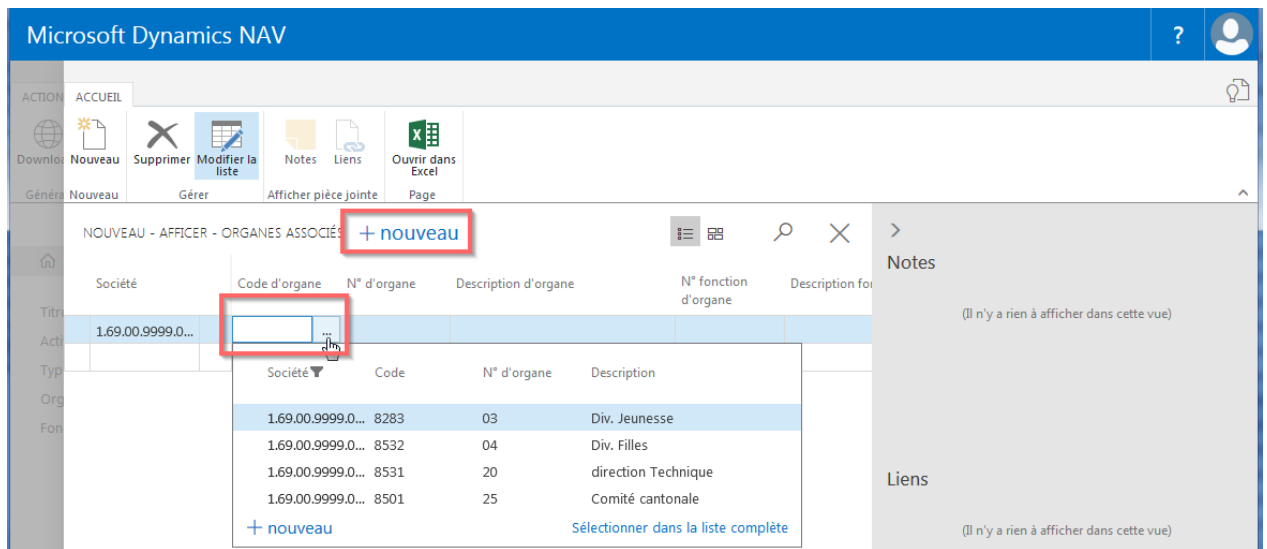 Microsoft Dynamics NAV
?
ACTION ACCUEIL
Nouveau Supprimer Modifier la liste Notes Liens Ouvrir dans Excel
Nouveau Gérer Afficher pièce jointe Page
NOUVEAU - AFFICER - ORGANES ASSOCIÉS + nouveau
Notes
Société Code d'organe N° d'organe Description d'organe N° fonction d'organe Description fo
(Il n'y a rien à afficher dans cette vue)
1.69.00.9999.0... ...
Société Code N° d'organe Description
1.69.00.9999.0... 8283 03 Div. Jeunesse
1.69.00.9999.0... 8532 04 Div. Filles
1.69.00.9999.0... 8531 20 direction Technique
Liens
1.69.00.9999.0... 8501 25 Comité cantonale
+ nouveau Sélectionner dans la liste complète
(Il n'y a rien à afficher dans cette vue)